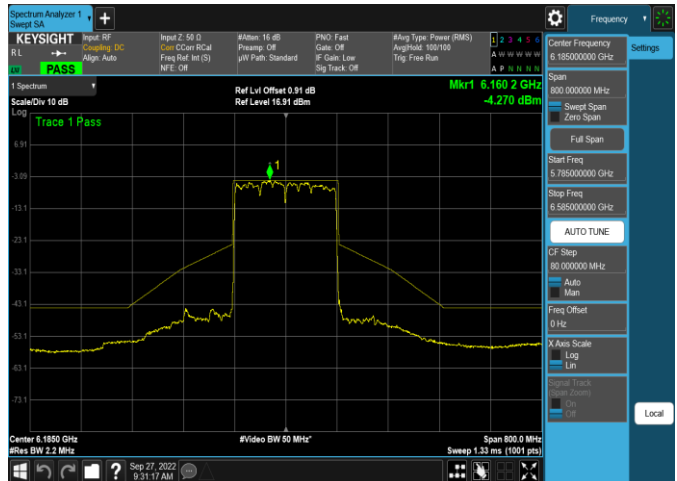 Spectrum Analyzer 1
Swept SA
+
Frequency
KEYSIGHT
RL
LV
PASS
Input: RF
Coupling: DC
Align: Auto
Input Z: 50 Ω
Corr CCorr RCal
Freq Ref: Int (S)
NFE: Off
#Atten: 16 dB
Preamp: Off
µW Path: Standard
PNO: Fast
Gate: Off
IF Gain: Low
Sig Track: Off
#Avg Type: Power (RMS)
Avg|Hold: 100/100
Trig: Free Run
1 2 3 4 5 6
A W W W W W
A P N N N N
1 Spectrum
Scale/Div 10 dB
Log
Ref Lvl Offset 0.91 dB
Ref Level 16.91 dBm
Mkr1 6.160 2 GHz
-4.270 dBm
Trace 1 Pass
1
6.91
-3.09
-13.1
-23.1
-33.1
-43.1
-53.1
-63.1
-73.1
Center 6.1850 GHz
#Res BW 2.2 MHz
#Video BW 50 MHz*
Span 800.0 MHz
Sweep 1.33 ms (1001 pts)
?
Sep 27, 2022
9:31:17 AM
Center Frequency
6.185000000 GHz
Span
800.000000 MHz
Swept Span
Zero Span
Full Span
Start Freq
5.785000000 GHz
Stop Freq
6.585000000 GHz
AUTO TUNE
CF Step
80.000000 MHz
Auto
Man
Freq Offset
0 Hz
X Axis Scale
Log
Lin
Signal Track
(Span Zoom)
On
Off
Settings
Local